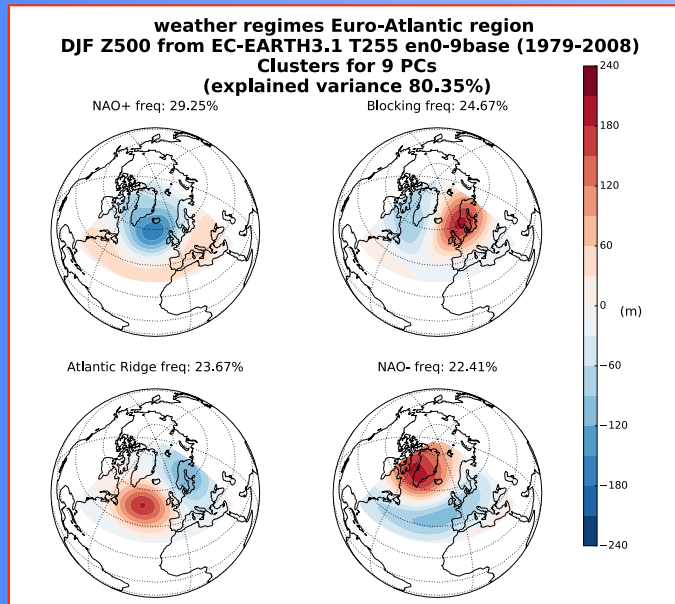 weather regimes Euro-Atlantic region
DJF Z500 from EC-EARTH3.1 T255 en0-9base (1979-2008)
Clusters for 9 PCs
(explained variance 80.35%)
NAO+ freq: 29.25%
Blocking freq: 24.67%
Atlantic Ridge freq: 23.67%
NAO- freq: 22.41%
240
180
120
60
0
−60
−120
−180
−240
(m)